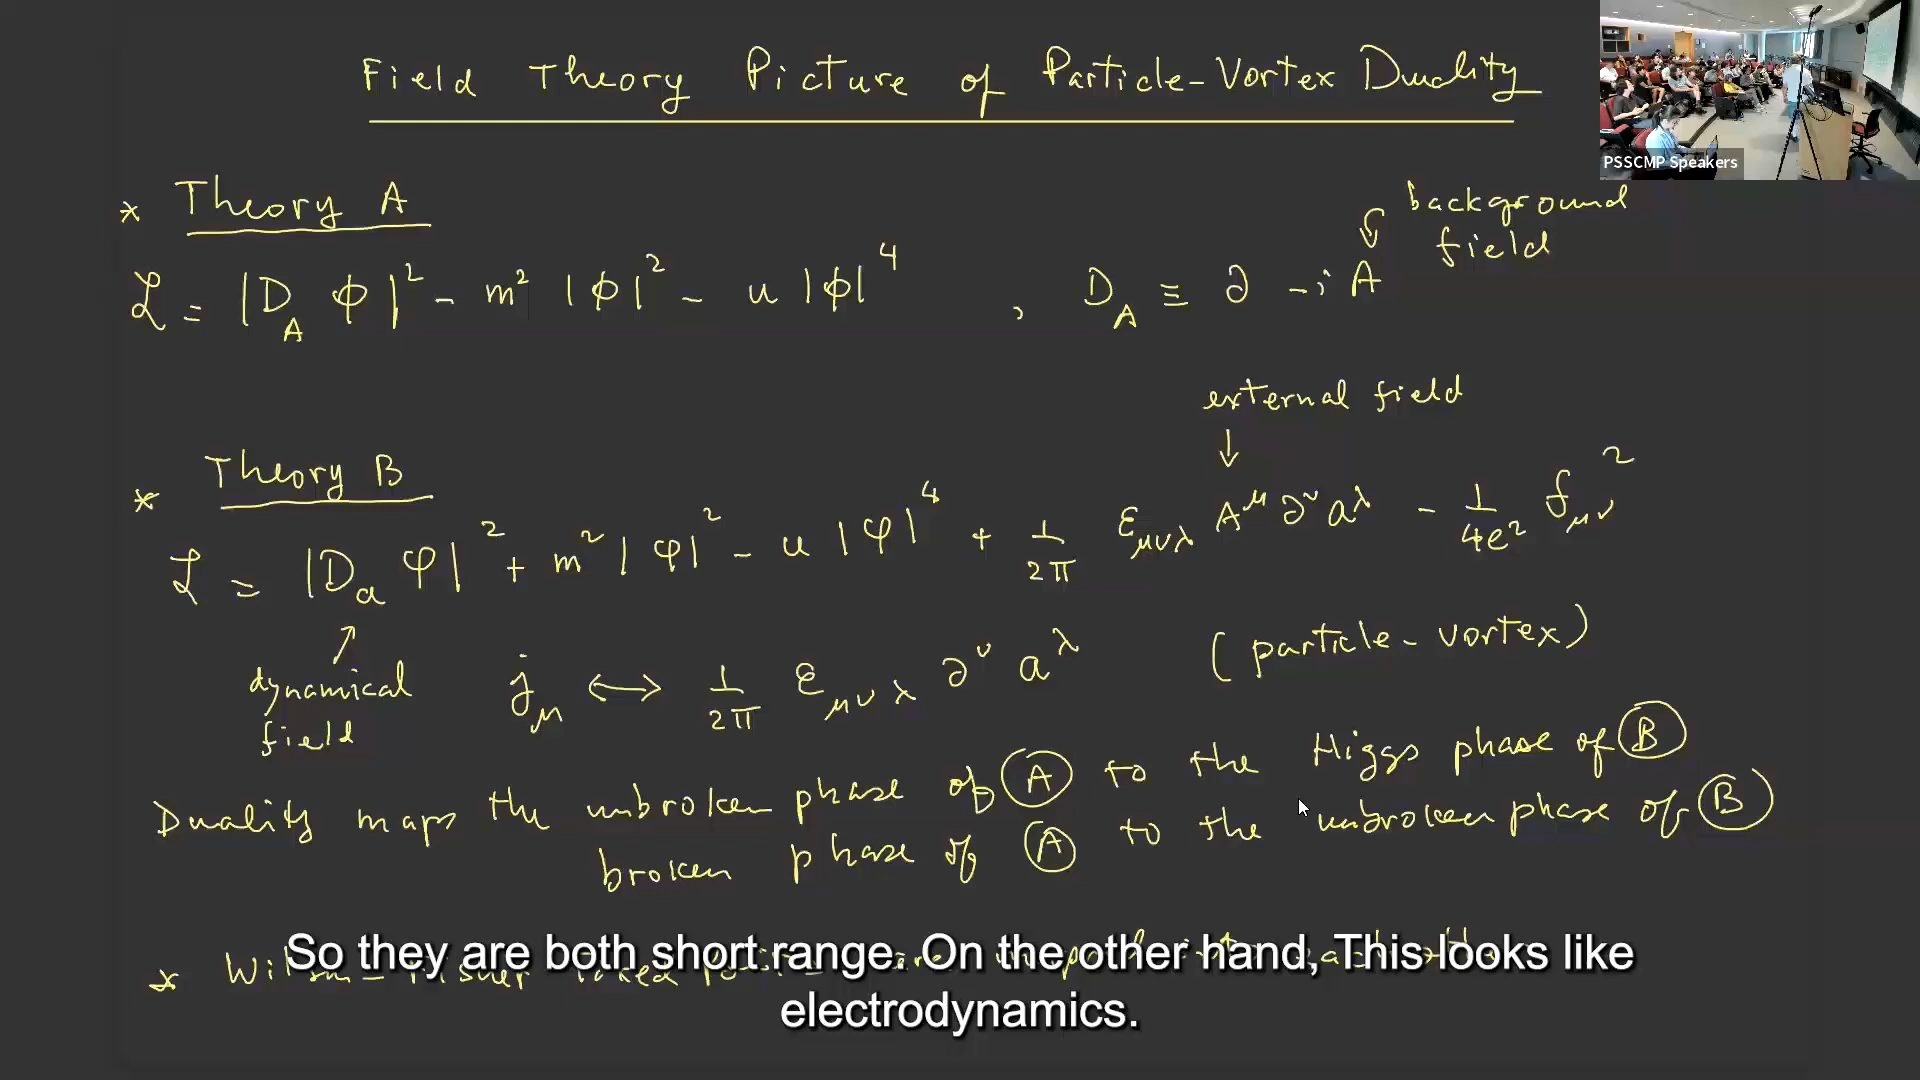 Field Theory Picture of Particle-Vortex Duality
PSSCMP Speakers
* Theory A
background
field
ℒ = |D_A ϕ|² - m² |ϕ|² - u |ϕ|⁴ , D_A ≡ ∂ - i A
external field
* Theory B
ℒ = |D_a φ|² + m² |φ|² - u |φ|⁴ + 1/2π ε_μνλ A^μ ∂^ν a^λ - 1/4e² f_μν²
dynamical
field
j_μ ↔ 1/2π ε_μνλ ∂^ν a^λ (particle-vortex)
Duality maps the unbroken phase of Ⓐ to the Higgs phase of Ⓑ
broken phase of Ⓐ to the unbroken phase of Ⓑ
* Wilson-Fisher fixed
So they are both short range. On the other hand, This looks like
electrodynamics.